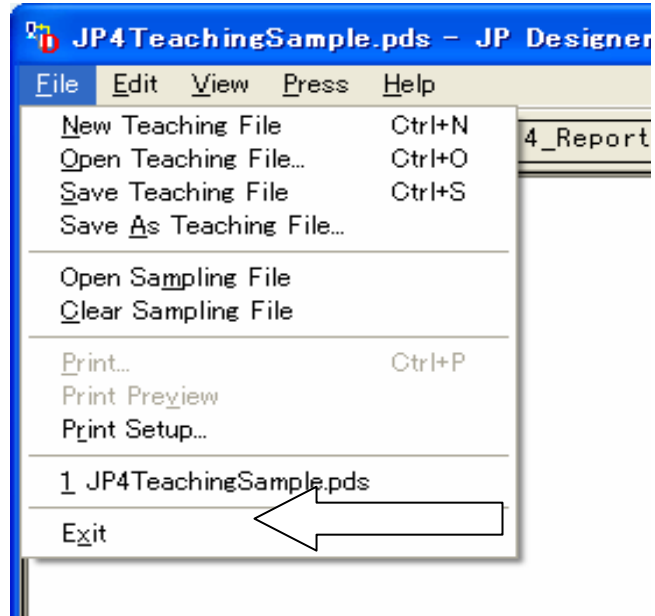 JP4TeachingSample.pds - JP Designer
File Edit View Press Help
4_Report
New Teaching File Ctrl+N
Open Teaching File... Ctrl+O
Save Teaching File Ctrl+S
Save As Teaching File...
Open Sampling File
Clear Sampling File
Print... Ctrl+P
Print Preview
Print Setup...
1 JP4TeachingSample.pds
Exit